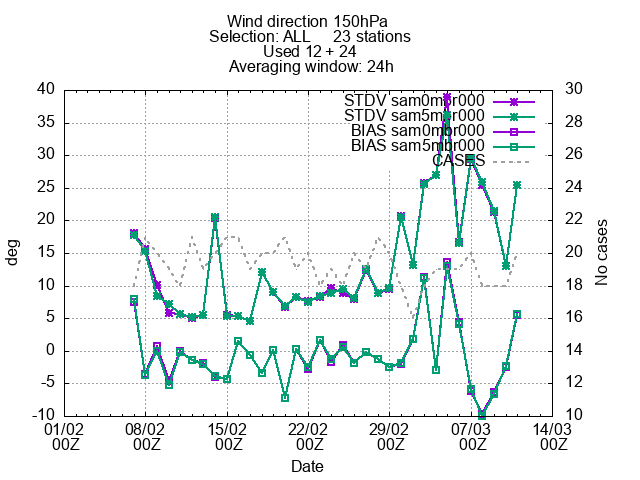 Wind direction 150hPa
Selection: ALL 23 stations
Used 12 + 24
Averaging window: 24h
STDV sam0mbr000
STDV sam5mbr000
BIAS sam0mbr000
BIAS sam5mbr000
CASES
40
35
30
25
20
15
10
5
0
-5
-10
deg
30
28
26
24
22
20
18
16
14
12
10
No cases
01/02 08/02 15/02 22/02 29/02 07/03 14/03
00Z 00Z 00Z 00Z 00Z 00Z 00Z
Date